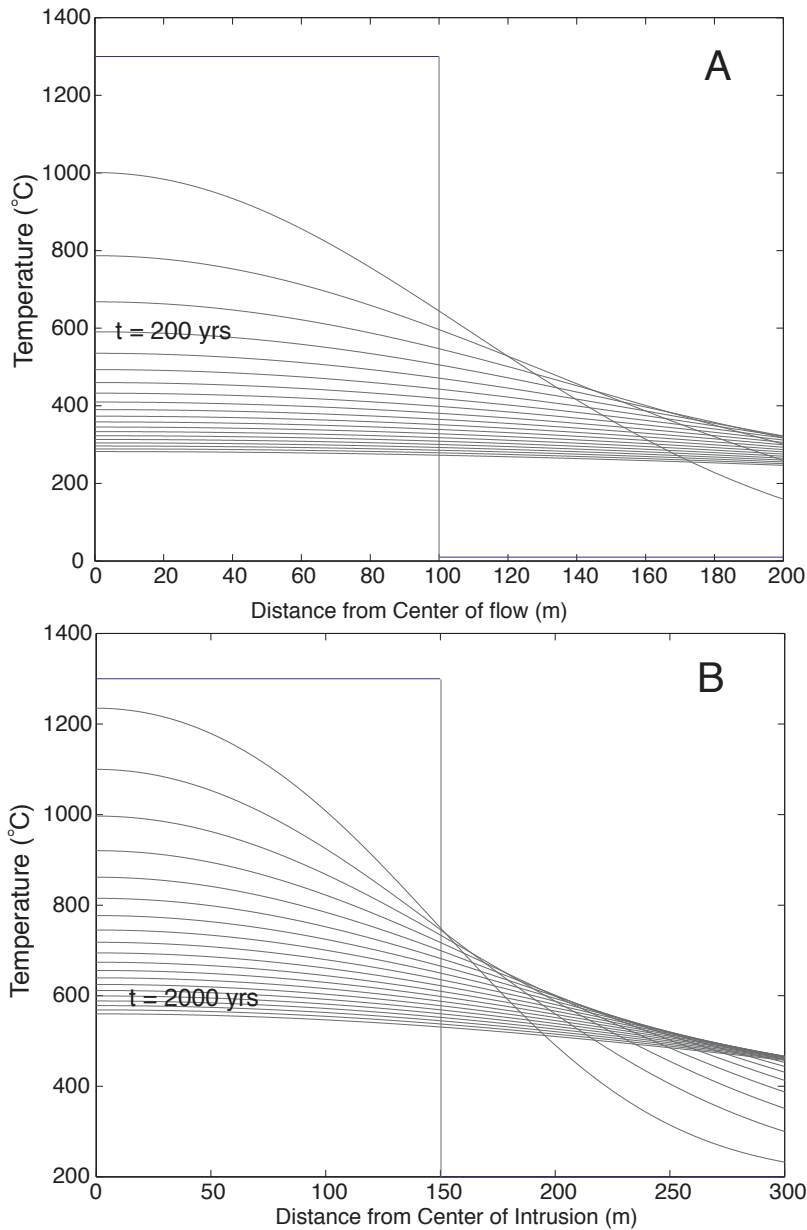 1400
A
1200
1000
800
Temperature (°C)
t = 200 yrs
600
400
200
0
0 20 40 60 80 100 120 140 160 180 200
Distance from Center of flow (m)
1400
B
1200
1000
800
Temperature (°C)
600
t = 2000 yrs
400
200
0 50 100 150 200 250 300
Distance from Center of Intrusion (m)